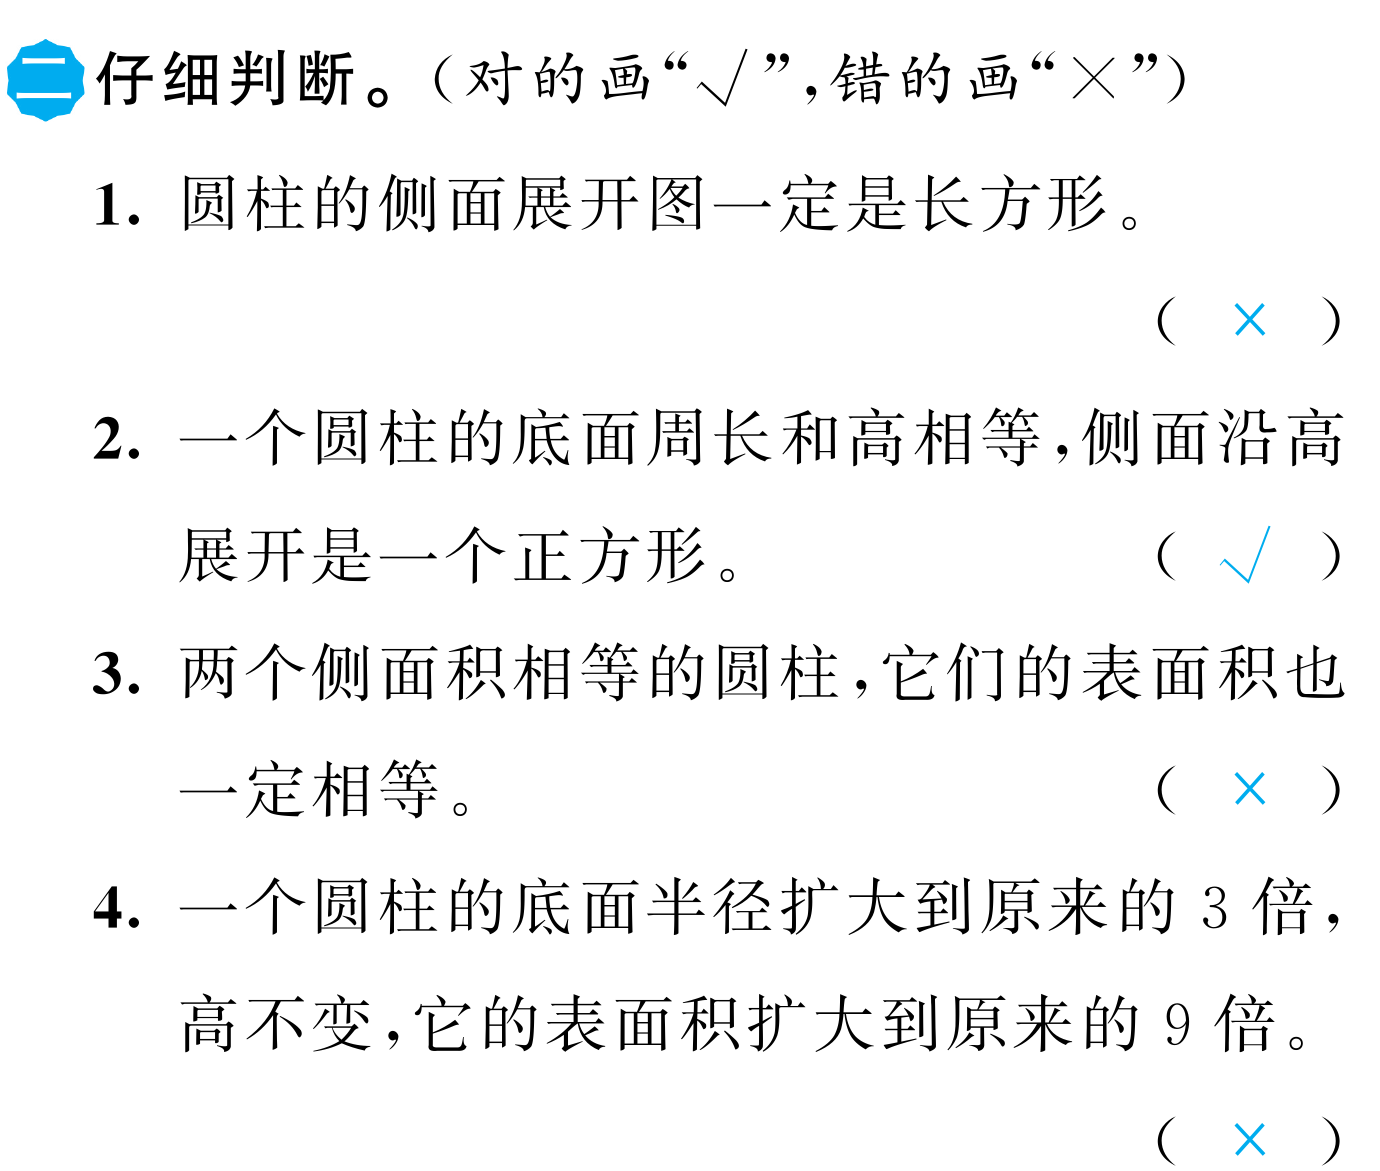 二 仔细判断。(对的画“√”,错的画“×”)
1. 圆柱的侧面展开图一定是长方形。
( × )
2. 一个圆柱的底面周长和高相等,侧面沿高
展开是一个正方形。 ( √ )
3. 两个侧面积相等的圆柱,它们的表面积也
一定相等。 ( × )
4. 一个圆柱的底面半径扩大到原来的 3 倍,
高不变,它的表面积扩大到原来的 9 倍。
( × )